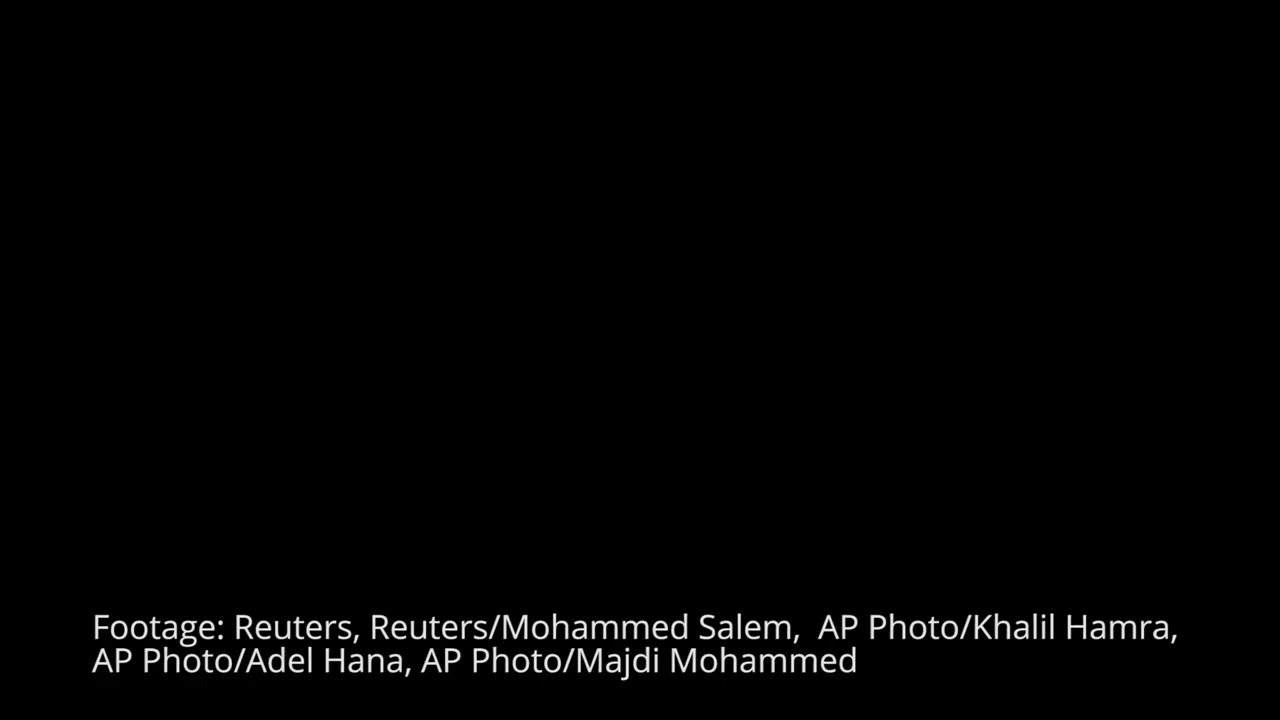 Footage: Reuters, Reuters/Mohammed Salem,  AP Photo/Khalil Hamra,
AP Photo/Adel Hana, AP Photo/Majdi Mohammed